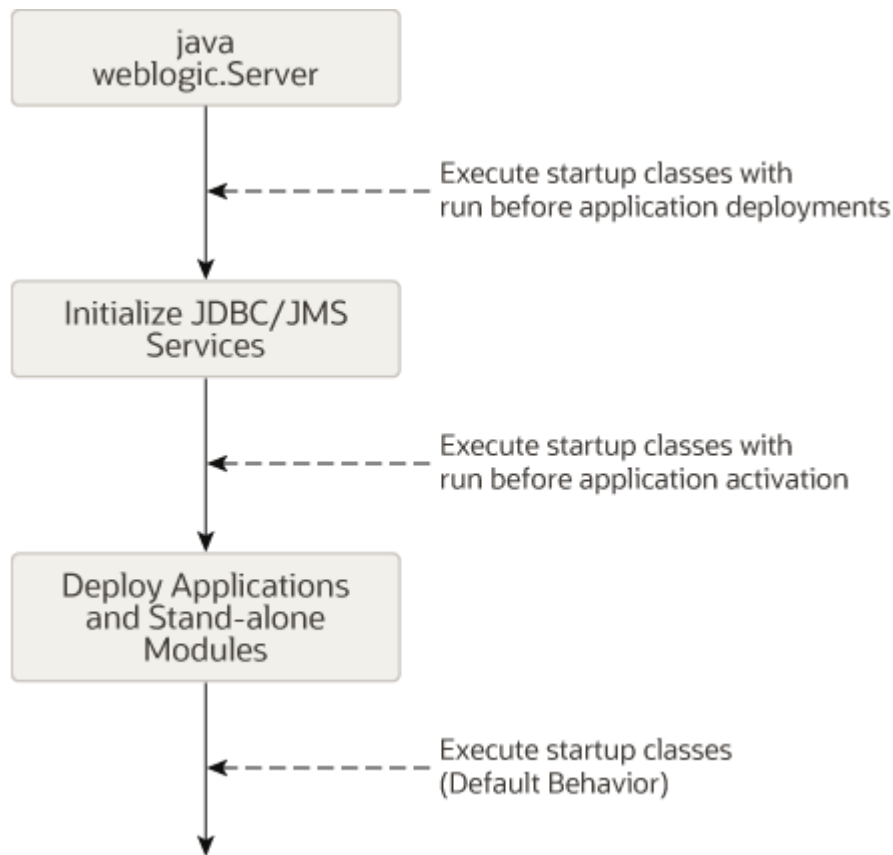 java
weblogic.Server
Execute startup classes with
run before application deployments
Initialize JDBC/JMS
Services
Execute startup classes with
run before application activation
Deploy Applications
and Stand-alone
Modules
Execute startup classes
(Default Behavior)